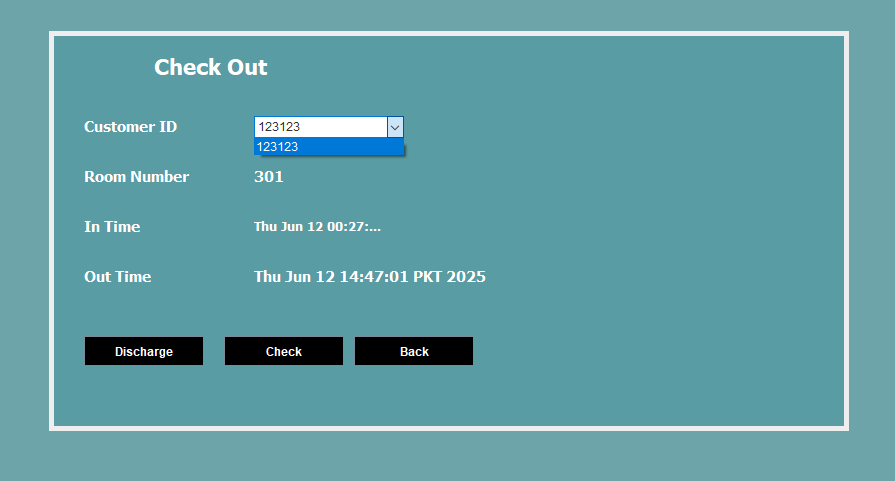 Check Out
Customer ID 123123
123123
Room Number 301
In Time Thu Jun 12 00:27:...
Out Time Thu Jun 12 14:47:01 PKT 2025
Discharge Check Back